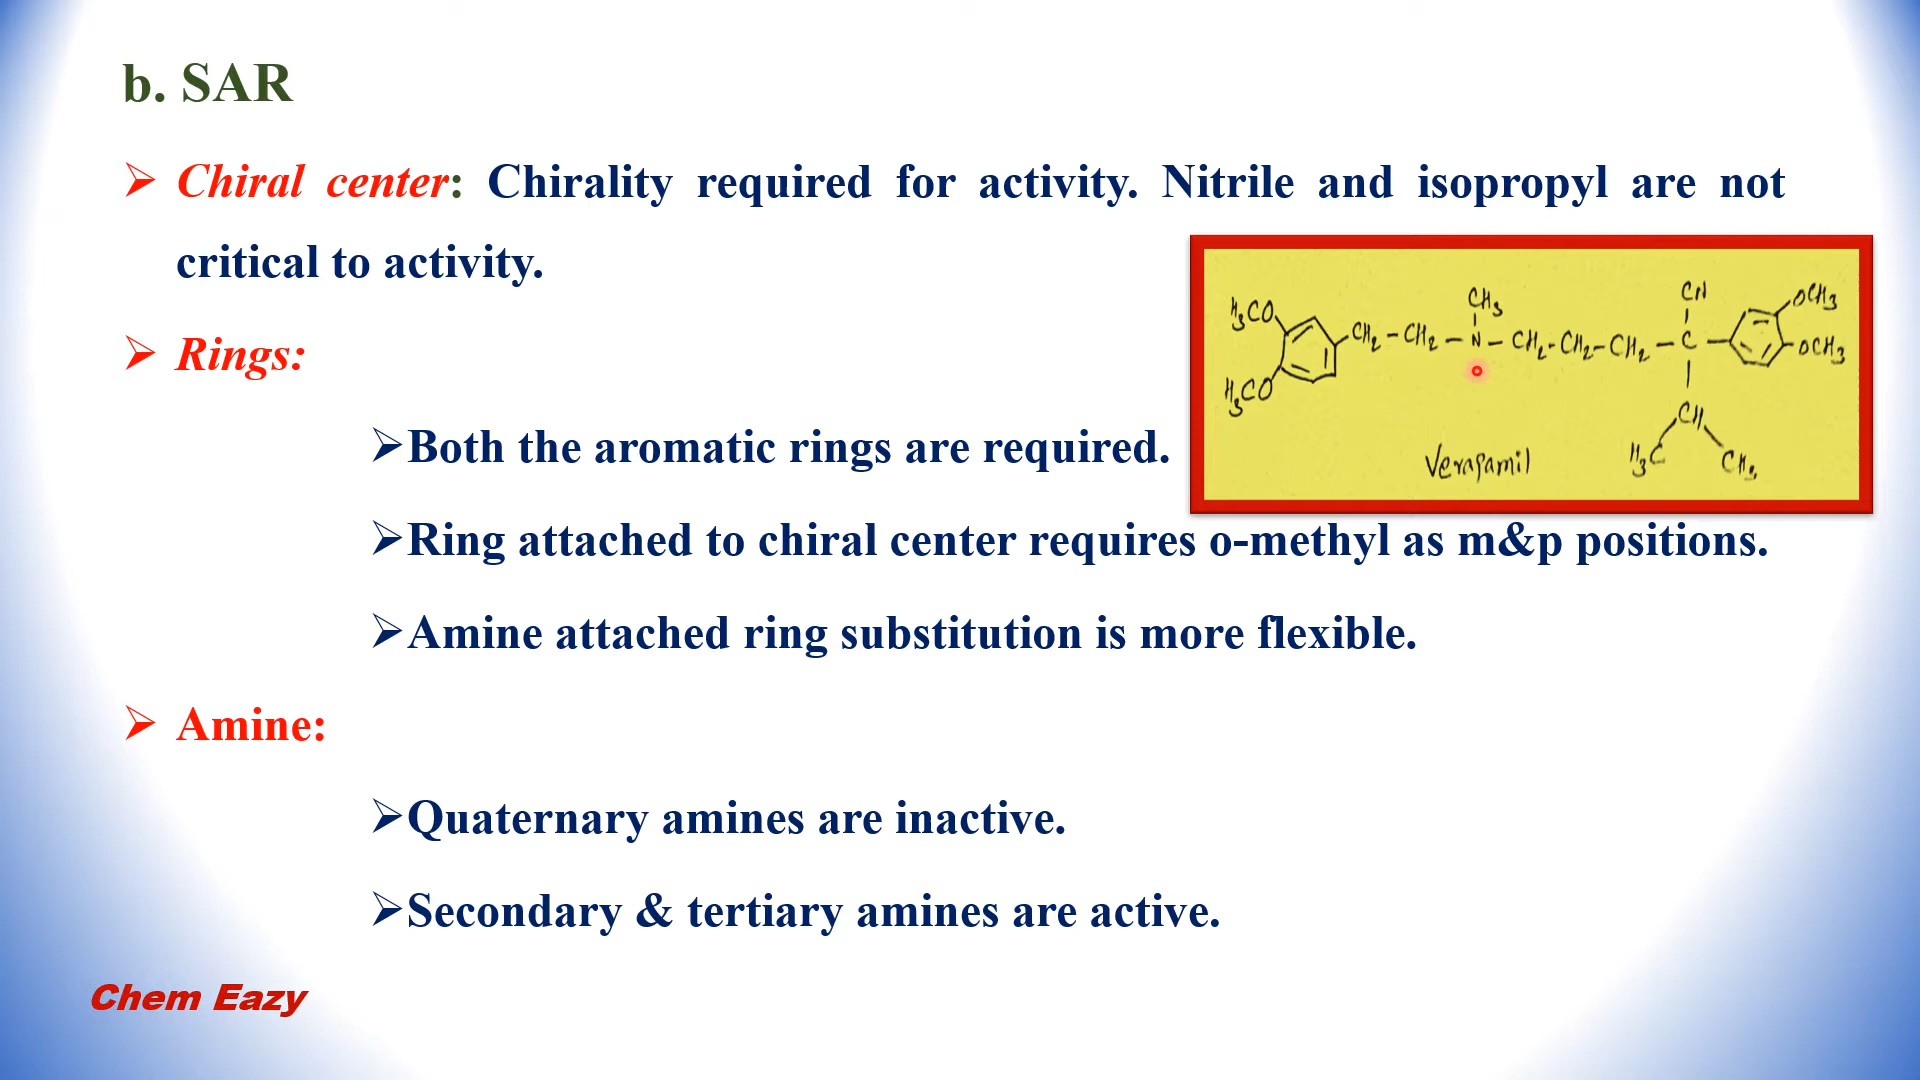 b. SAR
➢ Chiral center: Chirality required for activity. Nitrile and isopropyl are not
critical to activity.
➢ Rings:
➢Both the aromatic rings are required.
➢Ring attached to chiral center requires o-methyl as m&p positions.
➢Amine attached ring substitution is more flexible.
➢ Amine:
➢Quaternary amines are inactive.
➢Secondary & tertiary amines are active.
CH₃ CN OCH₃
H₃CO
CH₂-CH₂-N-CH₂-CH₂-CH₂-C- OCH₃
H₃CO
CH
H₃C CH₃
Verapamil
Chem Eazy